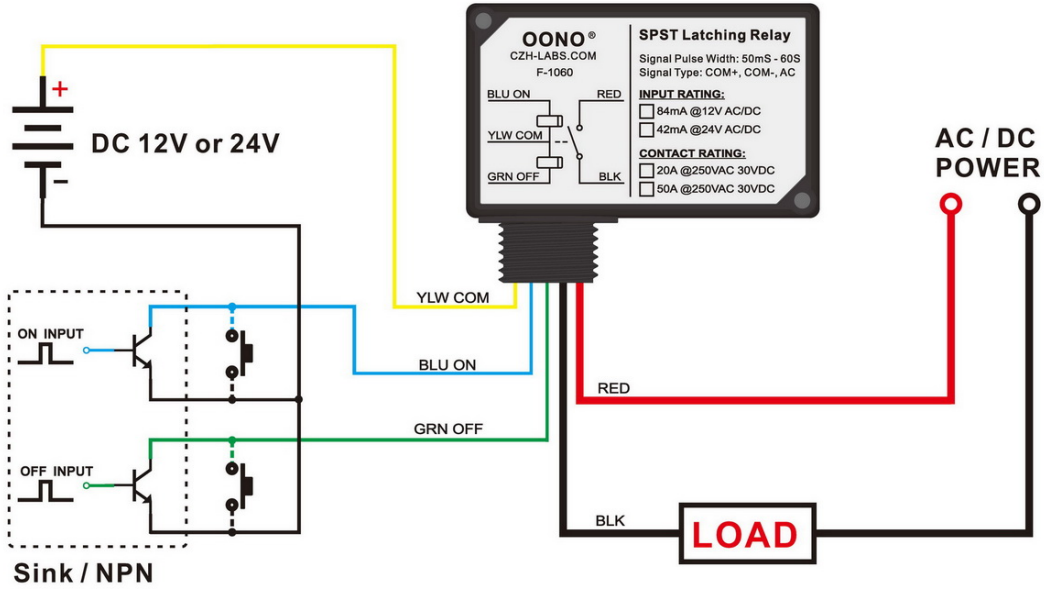 OONO®
CZH-LABS.COM
F-1060
BLU ON
RED
YLW COM
GRN OFF
BLK
SPST Latching Relay
Signal Pulse Width: 50mS - 60S
Signal Type: COM+, COM-, AC
INPUT RATING:
84mA @12V AC/DC
42mA @24V AC/DC
CONTACT RATING:
20A @250VAC 30VDC
50A @250VAC 30VDC
+
DC 12V or 24V
-
AC / DC
POWER
YLW COM
ON INPUT
BLU ON
RED
GRN OFF
OFF INPUT
BLK
LOAD
Sink / NPN